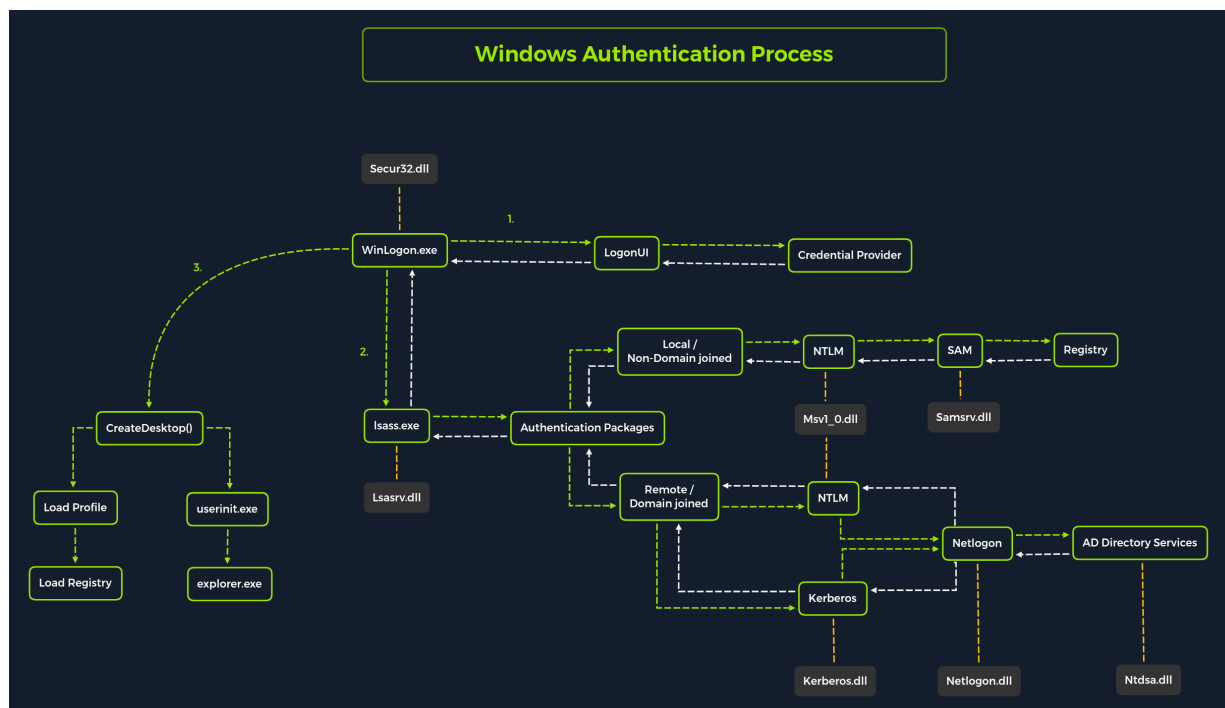 Windows Authentication Process
Secur32.dll
1.
WinLogon.exe
LogonUI
Credential Provider
3.
2.
Local /
Non-Domain joined
NTLM
SAM
Registry
CreateDesktop()
lsass.exe
Authentication Packages
Msv1_0.dll
Samsrv.dll
Load Profile
userinit.exe
Lsasrv.dll
Remote /
Domain joined
NTLM
Netlogon
AD Directory Services
Load Registry
explorer.exe
Kerberos
Kerberos.dll
Netlogon.dll
Ntdsa.dll